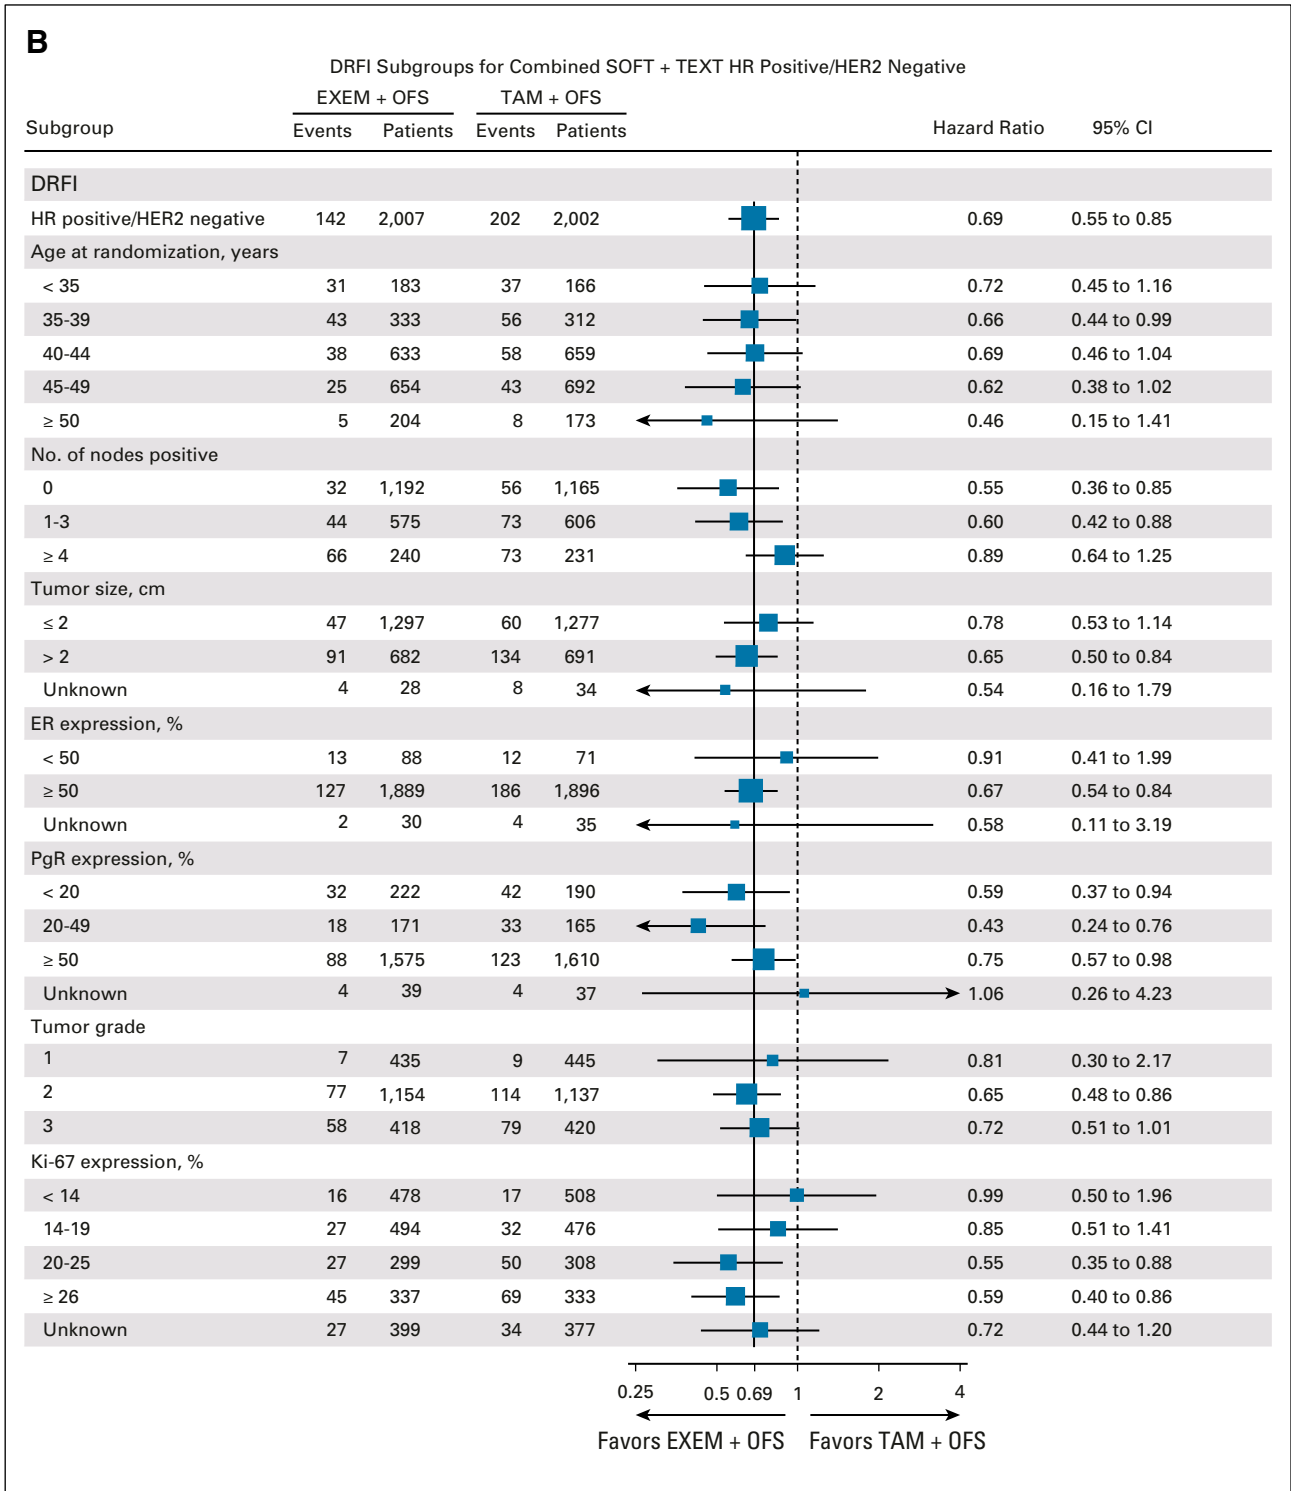 B
DRFI Subgroups for Combined SOFT + TEXT HR Positive/HER2 Negative
EXEM + OFS TAM + OFS
Subgroup Events Patients Events Patients Hazard Ratio 95% CI
DRFI
HR positive/HER2 negative 142 2,007 202 2,002 0.69 0.55 to 0.85
Age at randomization, years
< 35 31 183 37 166 0.72 0.45 to 1.16
35-39 43 333 56 312 0.66 0.44 to 0.99
40-44 38 633 58 659 0.69 0.46 to 1.04
45-49 25 654 43 692 0.62 0.38 to 1.02
≥ 50 5 204 8 173 0.46 0.15 to 1.41
No. of nodes positive
0 32 1,192 56 1,165 0.55 0.36 to 0.85
1-3 44 575 73 606 0.60 0.42 to 0.88
≥ 4 66 240 73 231 0.89 0.64 to 1.25
Tumor size, cm
≤ 2 47 1,297 60 1,277 0.78 0.53 to 1.14
> 2 91 682 134 691 0.65 0.50 to 0.84
Unknown 4 28 8 34 0.54 0.16 to 1.79
ER expression, %
< 50 13 88 12 71 0.91 0.41 to 1.99
≥ 50 127 1,889 186 1,896 0.67 0.54 to 0.84
Unknown 2 30 4 35 0.58 0.11 to 3.19
PgR expression, %
< 20 32 222 42 190 0.59 0.37 to 0.94
20-49 18 171 33 165 0.43 0.24 to 0.76
≥ 50 88 1,575 123 1,610 0.75 0.57 to 0.98
Unknown 4 39 4 37 1.06 0.26 to 4.23
Tumor grade
1 7 435 9 445 0.81 0.30 to 2.17
2 77 1,154 114 1,137 0.65 0.48 to 0.86
3 58 418 79 420 0.72 0.51 to 1.01
Ki-67 expression, %
< 14 16 478 17 508 0.99 0.50 to 1.96
14-19 27 494 32 476 0.85 0.51 to 1.41
20-25 27 299 50 308 0.55 0.35 to 0.88
≥ 26 45 337 69 333 0.59 0.40 to 0.86
Unknown 27 399 34 377 0.72 0.44 to 1.20
0.25 0.5 0.69 1 2 4
Favors EXEM + OFS Favors TAM + OFS